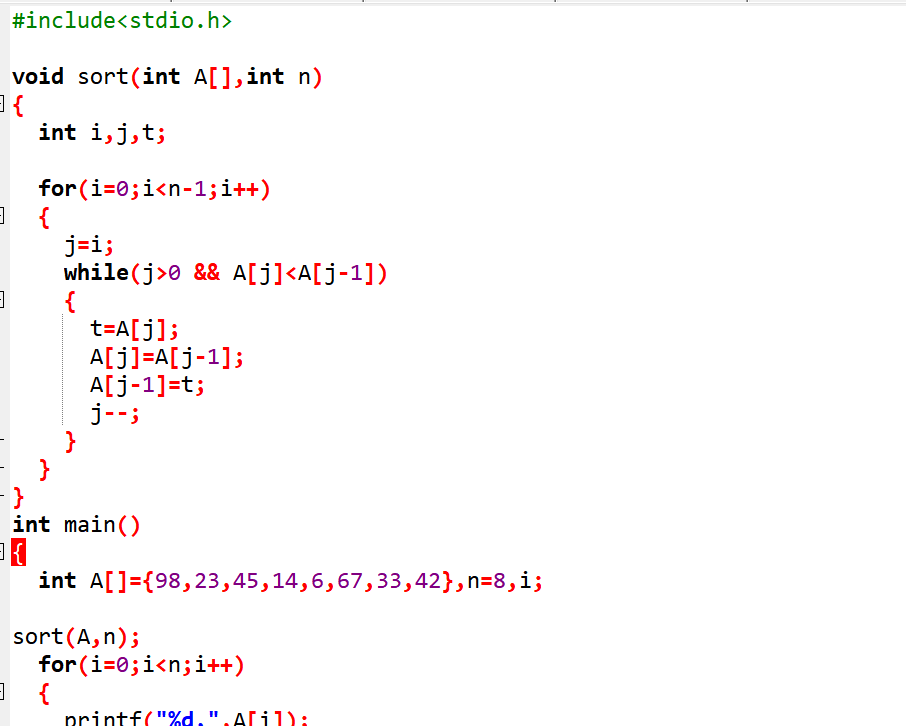 #include<stdio.h>
void sort(int A[],int n)
{
int i,j,t;
for(i=0;i<n-1;i++)
{
j=i;
while(j>0 && A[j]<A[j-1])
{
t=A[j];
A[j]=A[j-1];
A[j-1]=t;
j--;
}
}
}
int main()
{
int A[]={98,23,45,14,6,67,33,42},n=8,i;
sort(A,n);
for(i=0;i<n;i++)
{
printf("%d,",A[i]);